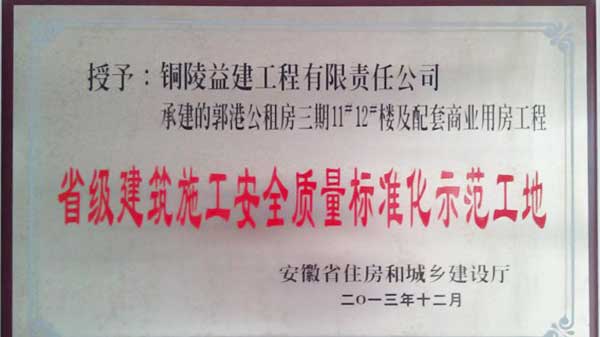 授予：铜陵益建工程有限责任公司
承建的郭港公租房三期11#12#楼及配套商业用房工程
省级建筑施工安全质量标准化示范工地
安徽省住房和城乡建设厅
二〇一三年十二月